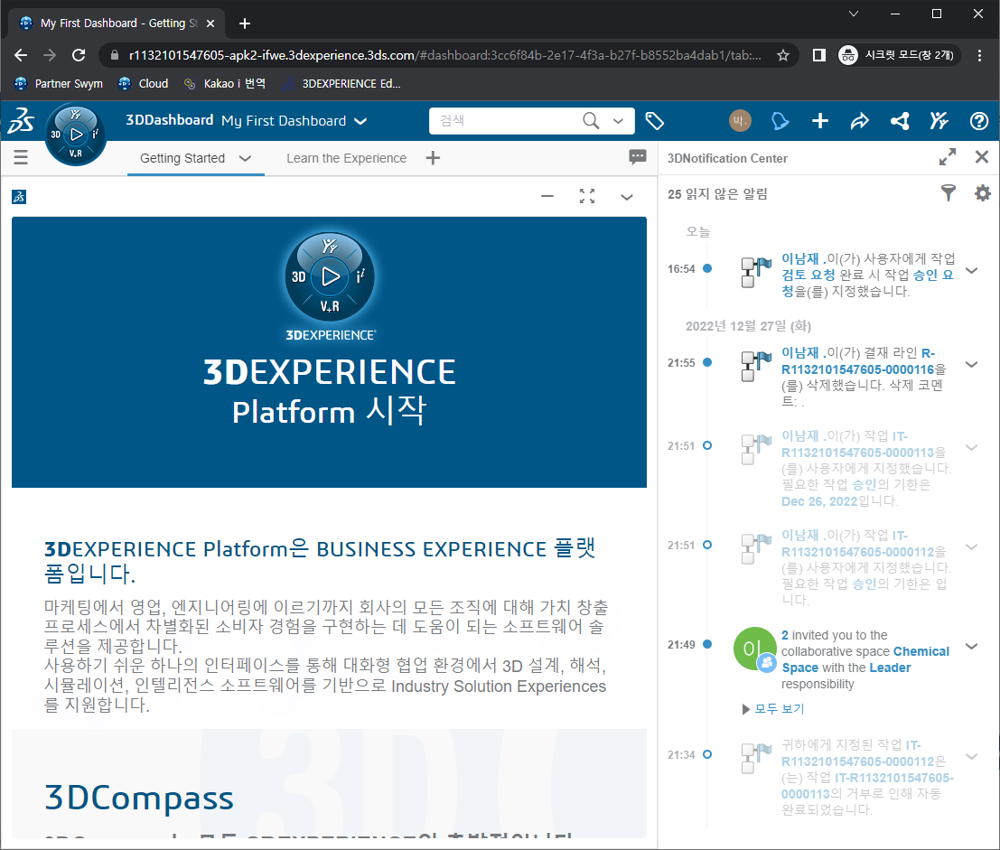 My First Dashboard - Getting St
r1132101547605-apk2-ifwe.3dexperience.3ds.com/#dashboard:3cc6f84b-2e17-4f3a-b27f-b8552ba4dab1/tab:...
시크릿 모드(창 2개)
Partner Swym
Cloud
Kakao i 번역
3DEXPERIENCE Ed...
3DDashboard My First Dashboard
검색
박.
3D
V.R
Getting Started
Learn the Experience
3DNotification Center
25 읽지 않은 알림
3D
V+R
3DEXPERIENCE
3DEXPERIENCE
Platform 시작
3DEXPERIENCE Platform은 BUSINESS EXPERIENCE 플랫
폼입니다.
마케팅에서 영업, 엔지니어링에 이르기까지 회사의 모든 조직에 대해 가치 창출
프로세스에서 차별화된 소비자 경험을 구현하는 데 도움이 되는 소프트웨어 솔
루션을 제공합니다.
사용하기 쉬운 하나의 인터페이스를 통해 대화형 협업 환경에서 3D 설계, 해석,
시뮬레이션, 인텔리전스 소프트웨어를 기반으로 Industry Solution Experiences
를 지원합니다.
3DCompass
오늘
16:54
이남재 .이(가) 사용자에게 작업
검토 요청 완료 시 작업 승인 요
청을(를) 지정했습니다.
2022년 12월 27일 (화)
21:55
이남재 .이(가) 결재 라인 R-
R1132101547605-0000116을
(를) 삭제했습니다. 삭제 코멘
트: .
21:51
이남재 .이(가) 작업 IT-
R1132101547605-0000113을
(를) 사용자에게 지정했습니다.
필요한 작업 승인의 기한은
Dec 26, 2022입니다.
21:51
이남재 .이(가) 작업 IT-
R1132101547605-0000112을
(를) 사용자에게 지정했습니다.
필요한 작업 승인의 기한은 입
니다.
21:49
이
2 invited you to the
collaborative space Chemical
Space with the Leader
responsibility
모두 보기
21:34
귀하에게 지정된 작업 IT-
R1132101547605-0000112은
(는) 작업 IT-R1132101547605-
0000113의 거부로 인해 자동
완료되었습니다.